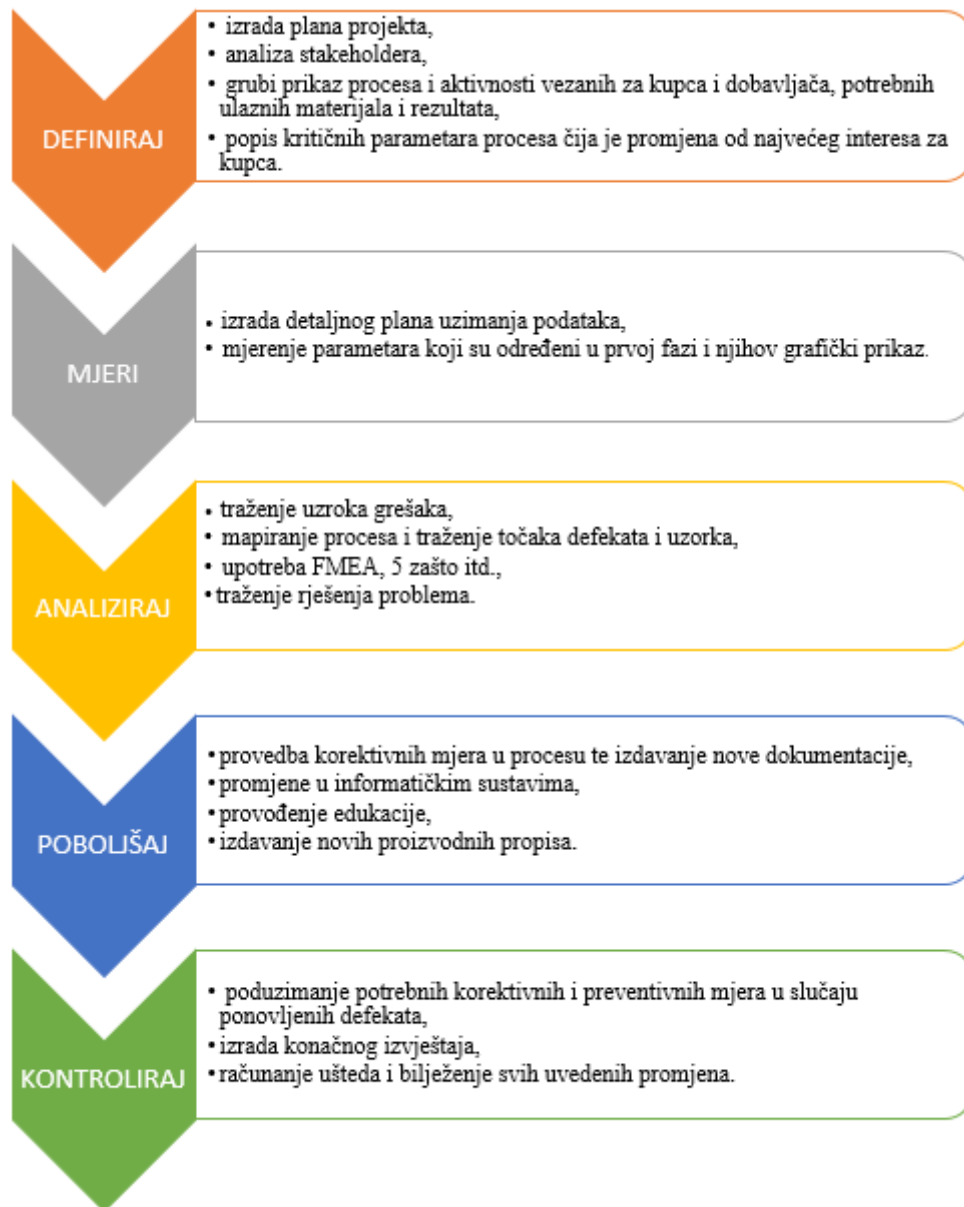 DEFINIRAJ
• izrada plana projekta,
• analiza stakeholdera,
• grubi prikaz procesa i aktivnosti vezanih za kupca i dobavljača, potrebnih
ulaznih materijala i rezultata,
• popis kritičnih parametara procesa čija je promjena od najvećeg interesa za
kupca.
MJERI
• izrada detaljnog plana uzimanja podataka,
• mjerenje parametara koji su određeni u prvoj fazi i njihov grafički prikaz.
ANALIZIRAJ
• traženje uzroka grešaka,
• mapiranje procesa i traženje točaka defekata i uzorka,
• upotreba FMEA, 5 zašto itd.,
• traženje rješenja problema.
POBOLJŠAJ
• provedba korektivnih mjera u procesu te izdavanje nove dokumentacije,
• promjene u informatičkim sustavima,
• provođenje edukacije,
• izdavanje novih proizvodnih propisa.
KONTROLIRAJ
• poduzimanje potrebnih korektivnih i preventivnih mjera u slučaju
ponovljenih defekata,
• izrada konačnog izvještaja,
• računanje ušteda i bilježenje svih uvedenih promjena.